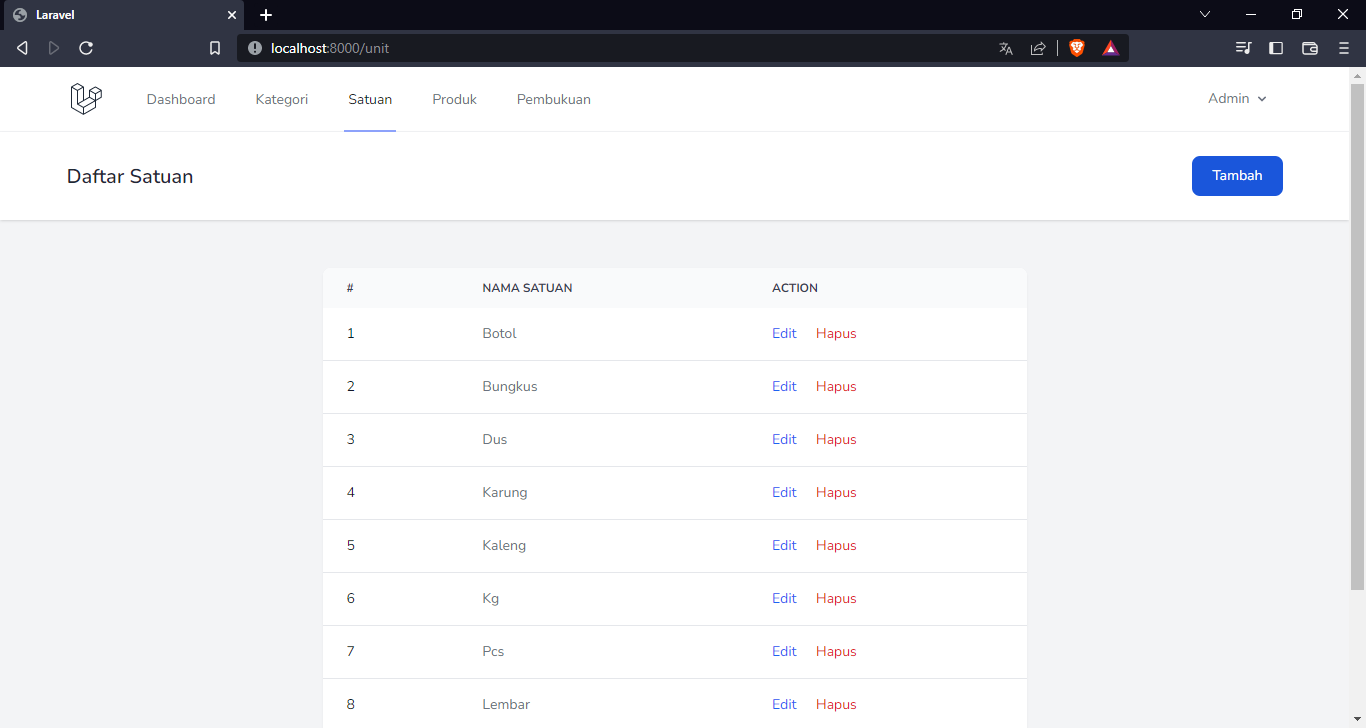 Laravel
localhost:8000/unit
Dashboard Kategori Satuan Produk Pembukuan Admin
Daftar Satuan Tambah
# NAMA SATUAN ACTION
1 Botol Edit Hapus
2 Bungkus Edit Hapus
3 Dus Edit Hapus
4 Karung Edit Hapus
5 Kaleng Edit Hapus
6 Kg Edit Hapus
7 Pcs Edit Hapus
8 Lembar Edit Hapus